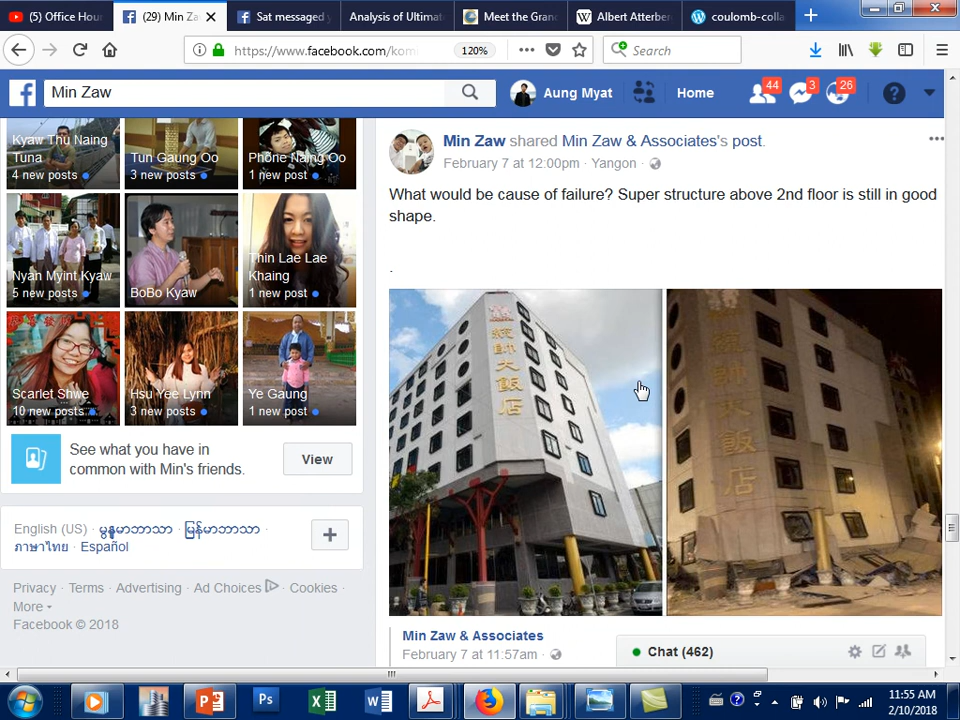 (5) Office Hou
(29) Min Za
Sat messaged y
Analysis of Ultimat
Meet the Grand
Albert Atterber
coulomb-colla
https://www.facebook.com/kom
120%
Search
Min Zaw
Aung Myat
Home
44
3
26
Kyaw Thu Naing
Tuna
4 new posts
Tun Gaung Oo
3 new posts
Phone Naing Oo
1 new post
Nyan Myint Kyaw
5 new posts
BoBo Kyaw
Thin Lae Lae
Khaing
1 new post
Scarlet Shwe
10 new posts
Hsu Yee Lynn
3 new posts
Ye Gaung
1 new post
See what you have in
common with Min's friends.
View
English (US) · မွန္မာဘာသာ · မြန်မာဘာသာ ·
ภาษาไทย · Español
Privacy · Terms · Advertising · Ad Choices · Cookies ·
More
Facebook © 2018
Min Zaw shared Min Zaw & Associates's post.
February 7 at 12:00pm · Yangon ·
What would be cause of failure? Super structure above 2nd floor is still in good
shape.
.
統帥大飯店
帥
飯店
Min Zaw & Associates
February 7 at 11:57am ·
Chat (462)
11:55 AM
2/10/2018